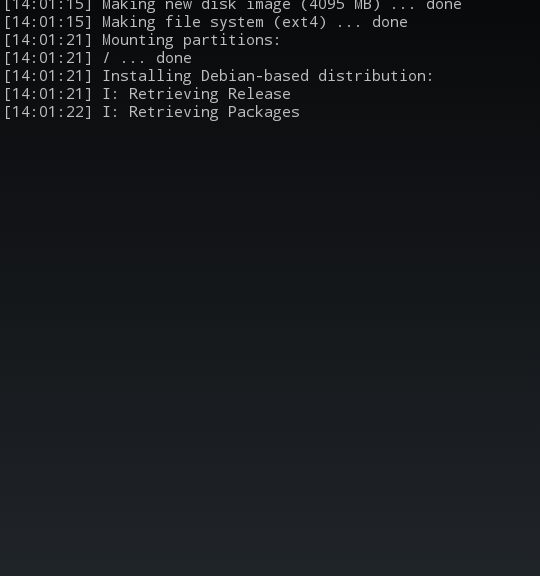 [14:01:15] Making new disk image (4095 MB) ... done
[14:01:15] Making file system (ext4) ... done
[14:01:21] Mounting partitions:
[14:01:21] / ... done
[14:01:21] Installing Debian-based distribution:
[14:01:21] I: Retrieving Release
[14:01:22] I: Retrieving Packages